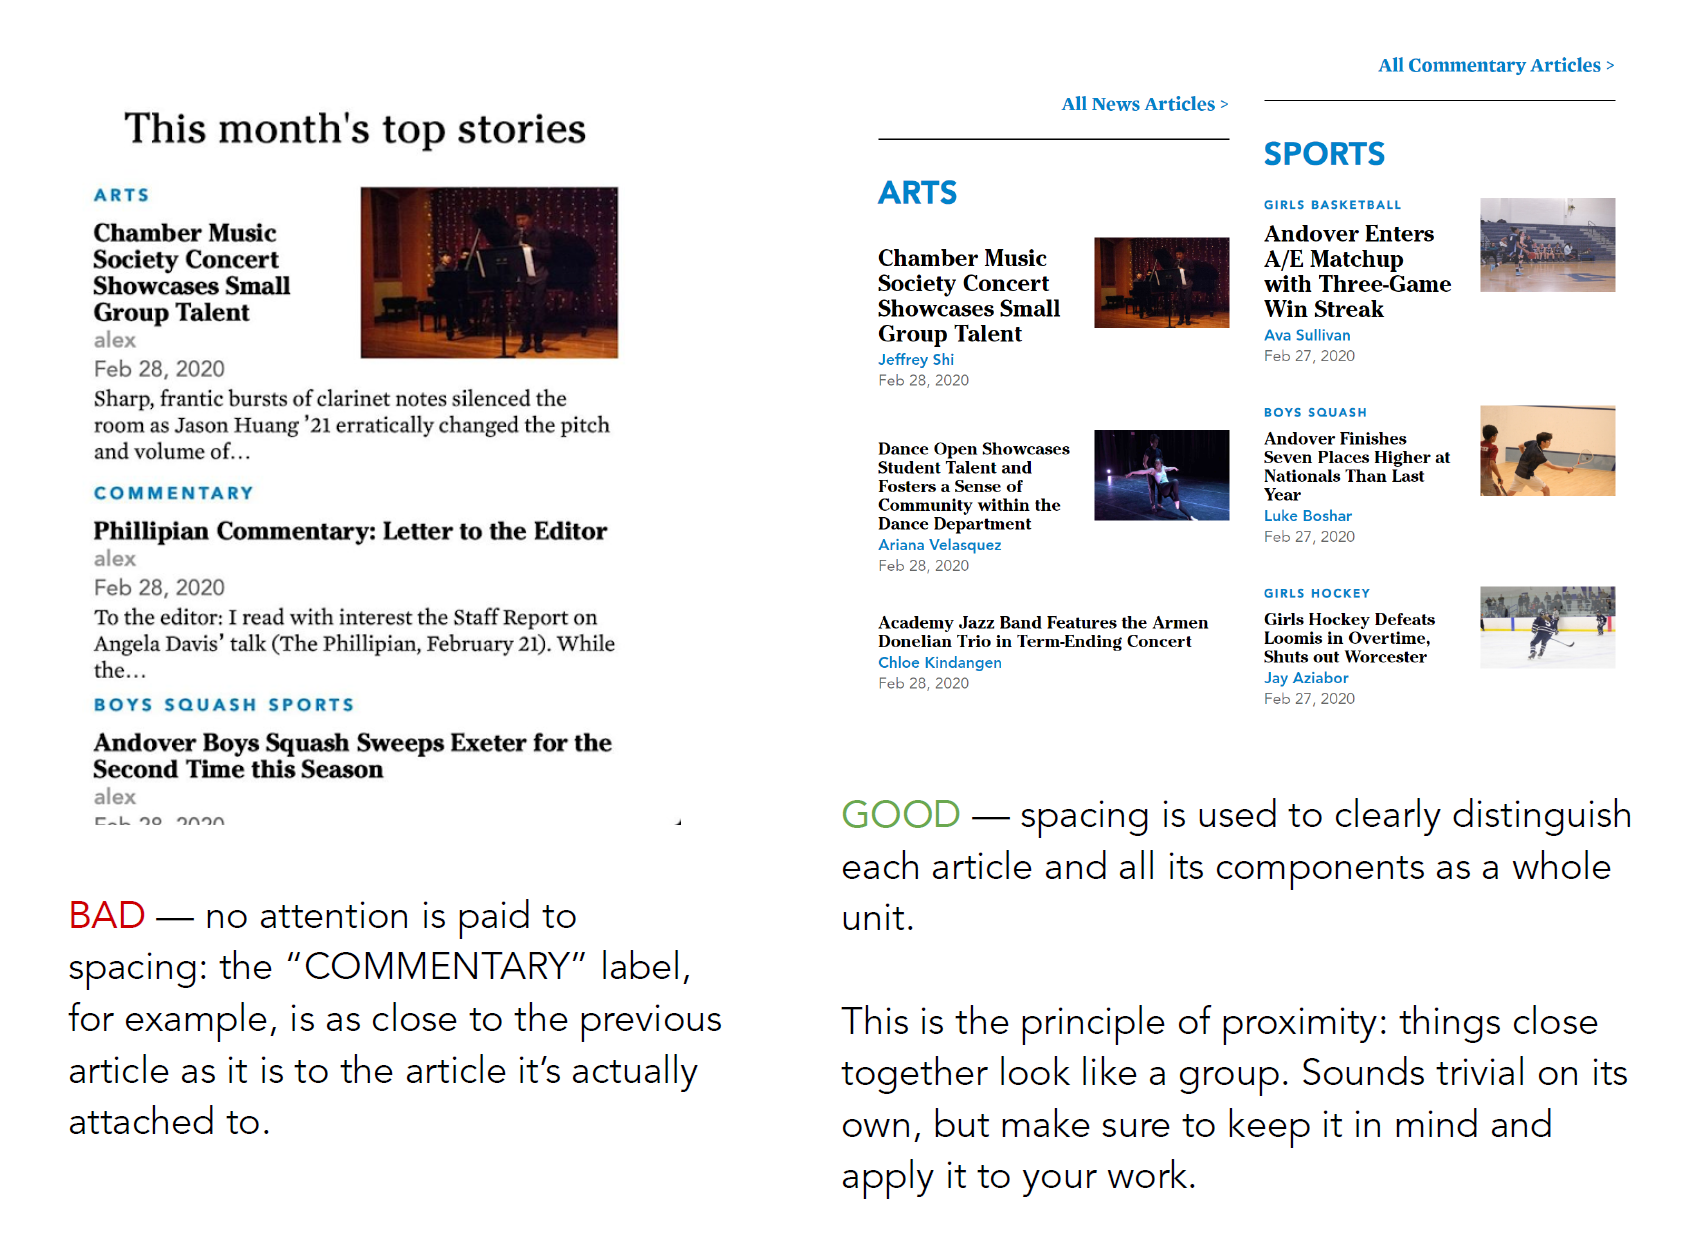 This month's top stories
ARTS
Chamber Music
Society Concert
Showcases Small
Group Talent
alex
Feb 28, 2020
Sharp, frantic bursts of clarinet notes silenced the
room as Jason Huang ’21 erratically changed the pitch
and volume of…
COMMENTARY
Phillipian Commentary: Letter to the Editor
alex
Feb 28, 2020
To the editor: I read with interest the Staff Report on
Angela Davis’ talk (The Phillipian, February 21). While
the…
BOYS SQUASH SPORTS
Andover Boys Squash Sweeps Exeter for the
Second Time this Season
alex
Feb 28, 2020
BAD — no attention is paid to
spacing: the “COMMENTARY” label,
for example, is as close to the previous
article as it is to the article it’s actually
attached to.
All News Articles >
ARTS
Chamber Music
Society Concert
Showcases Small
Group Talent
Jeffrey Shi
Feb 28, 2020
Dance Open Showcases
Student Talent and
Fosters a Sense of
Community within the
Dance Department
Ariana Velasquez
Feb 28, 2020
Academy Jazz Band Features the Armen
Donelian Trio in Term-Ending Concert
Chloe Kindangen
Feb 28, 2020
All Commentary Articles >
SPORTS
GIRLS BASKETBALL
Andover Enters
A/E Matchup
with Three-Game
Win Streak
Ava Sullivan
Feb 27, 2020
BOYS SQUASH
Andover Finishes
Seven Places Higher at
Nationals Than Last
Year
Luke Boshar
Feb 27, 2020
GIRLS HOCKEY
Girls Hockey Defeats
Loomis in Overtime,
Shuts out Worcester
Jay Aziabor
Feb 27, 2020
GOOD — spacing is used to clearly distinguish
each article and all its components as a whole
unit.
This is the principle of proximity: things close
together look like a group. Sounds trivial on its
own, but make sure to keep it in mind and
apply it to your work.